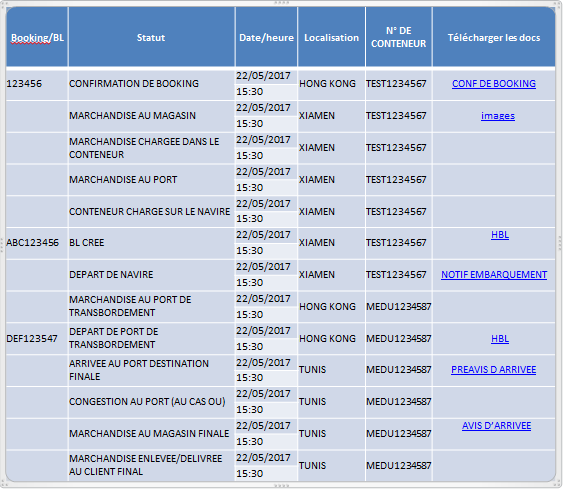 Booking/BL Statut Date/heure Localisation N° DE CONTENEUR Télécharger les docs
123456 CONFIRMATION DE BOOKING 22/05/2017 15:30 HONG KONG TEST1234567 CONF DE BOOKING
MARCHANDISE AU MAGASIN 22/05/2017 15:30 XIAMEN TEST1234567 images
MARCHANDISE CHARGEE DANS LE CONTENEUR 22/05/2017 15:30 XIAMEN TEST1234567
MARCHANDISE AU PORT 22/05/2017 15:30 XIAMEN TEST1234567
CONTENEUR CHARGE SUR LE NAVIRE 22/05/2017 15:30 XIAMEN TEST1234567
ABC123456 BL CREE 22/05/2017 15:30 XIAMEN TEST1234567 HBL
DEPART DE NAVIRE 22/05/2017 15:30 XIAMEN TEST1234567 NOTIF EMBARQUEMENT
MARCHANDISE AU PORT DE TRANSBORDEMENT 22/05/2017 15:30 HONG KONG MEDU1234587
DEF123547 DEPART DE PORT DE TRANSBORDEMENT 22/05/2017 15:30 HONG KONG MEDU1234587 HBL
ARRIVEE AU PORT DESTINATION FINALE 22/05/2017 15:30 TUNIS MEDU1234587 PREAVIS D ARRIVEE
CONGESTION AU PORT (AU CAS OU) 22/05/2017 15:30 TUNIS MEDU1234587
MARCHANDISE AU MAGASIN FINALE 22/05/2017 15:30 TUNIS MEDU1234587 AVIS D'ARRIVEE
MARCHANDISE ENLEVEE/DELIVREE AU CLIENT FINAL 22/05/2017 15:30 TUNIS MEDU1234587